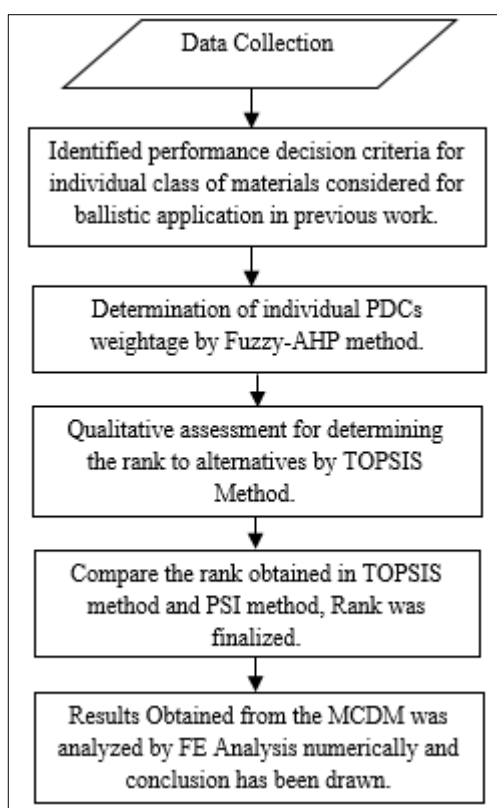 Data Collection
Identified performance decision criteria for
individual class of materials considered for
ballistic application in previous work.
Determination of individual PDCs
weightage by Fuzzy-AHP method.
Qualitative assessment for determining
the rank to alternatives by TOPSIS
Method.
Compare the rank obtained in TOPSIS
method and PSI method, Rank was
finalized.
Results Obtained from the MCDM was
analyzed by FE Analysis numerically and
conclusion has been drawn.